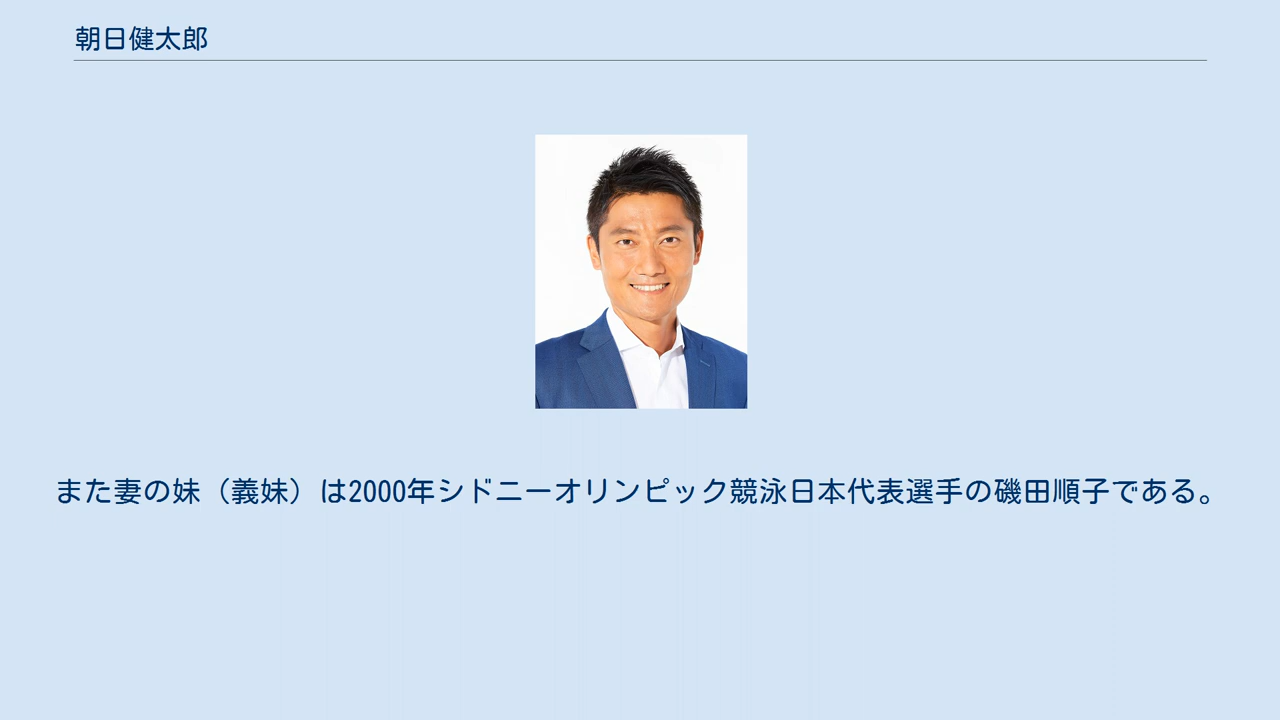 朝日健太郎
また妻の妹（義妹）は2000年シドニーオリンピック競泳日本代表選手の磯田順子である。